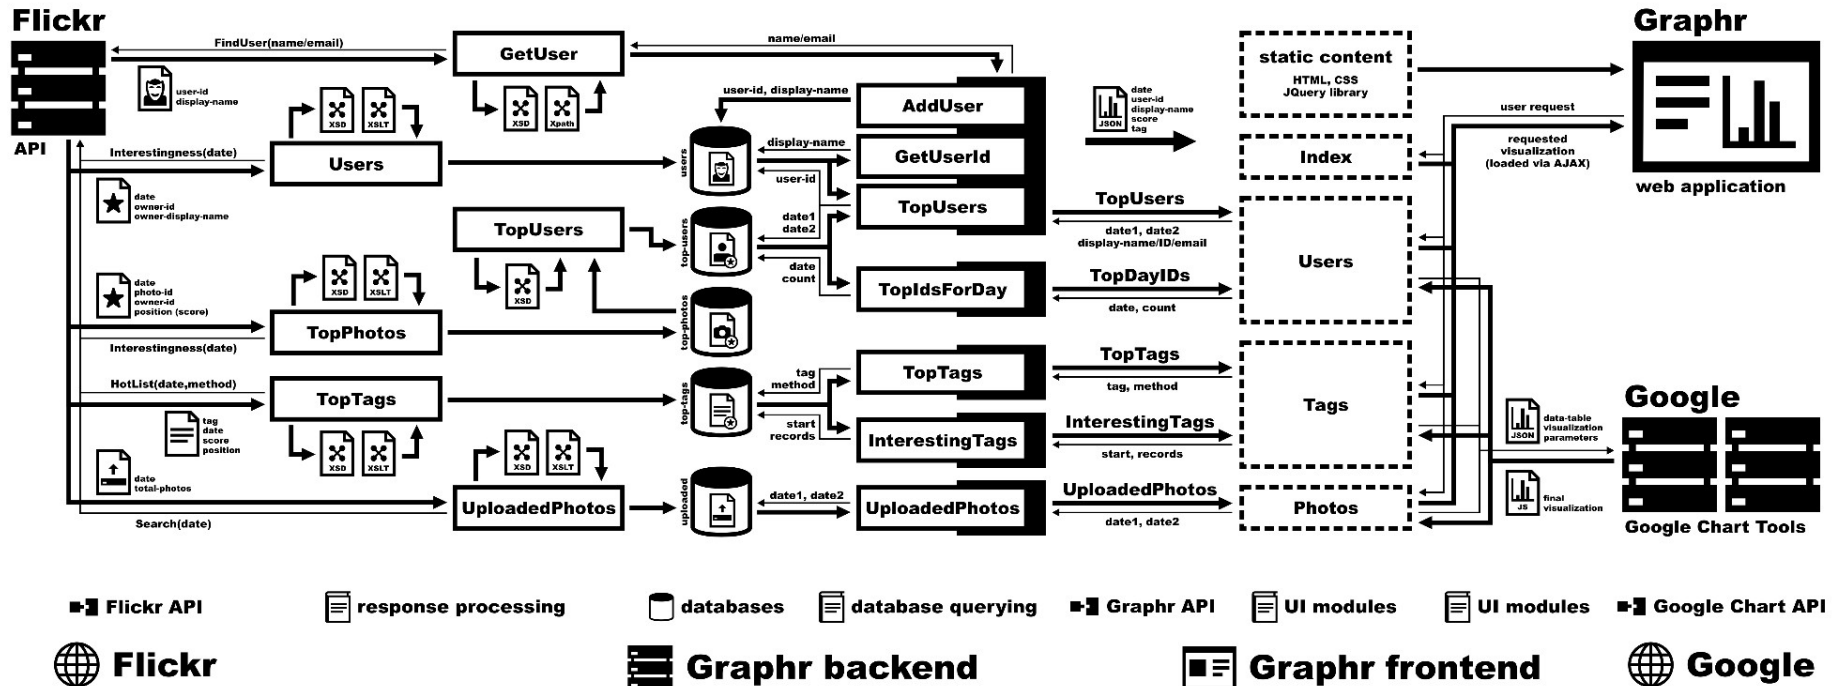 Flickr
API
FindUser(name/email)
user-id
display-name
GetUser
XSD
Xpath
name/email
XSD
XSLT
Interestingness(date)
Users
date
owner-id
owner-display-name
user-id, display-name
users
display-name
user-id
AddUser
GetUserId
TopUsers
TopUsers
XSD
top-users
date1
date2
date
count
TopIdsForDay
date
photo-id
owner-id
position (score)
XSD
XSLT
TopPhotos
Interestingness(date)
top-photos
HotList(date,method)
TopTags
tag
date
score
position
XSD
XSLT
top-tags
tag
method
start
records
TopTags
InterestingTags
date
total-photos
XSD
XSLT
UploadedPhotos
Search(date)
uploaded
date1, date2
UploadedPhotos
JSON
date
user-id
display-name
score
tag
TopUsers
date1, date2
display-name/ID/email
TopDayIDs
date, count
TopTags
tag, method
InterestingTags
start, records
UploadedPhotos
date1, date2
static content
HTML, CSS
JQuery library
Index
Users
Tags
Photos
Graphr
web application
user request
requested
visualization
(loaded via AJAX)
Google
Google Chart Tools
JSON
data-table
visualization
parameters
JS
final
visualization
Flickr API
response processing
databases
database querying
Graphr API
UI modules
UI modules
Google Chart API
Flickr
Graphr backend
Graphr frontend
Google